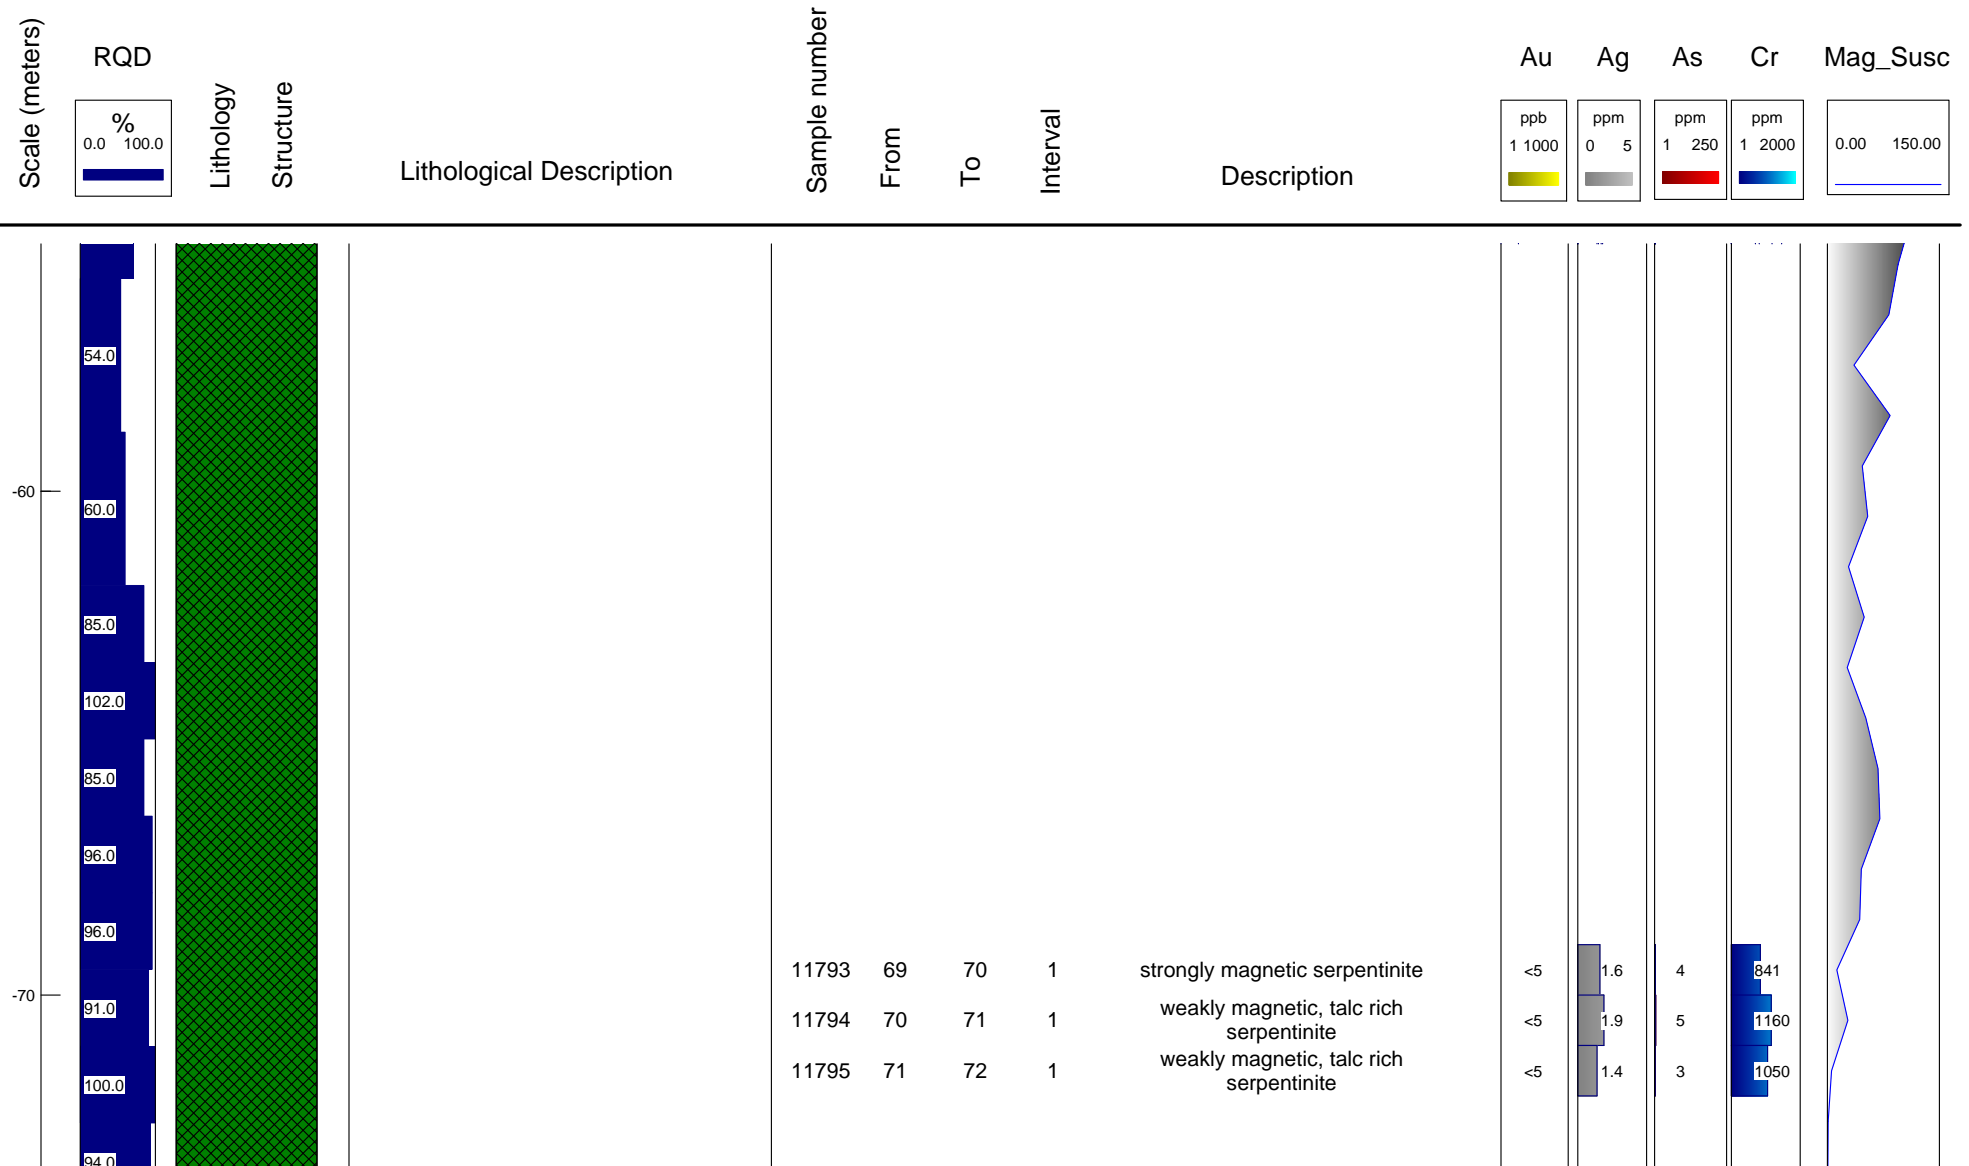 Scale (meters)
RQD
%
0.0 100.0
Lithology
Structure
Lithological Description
Sample number
From
To
Interval
Description
Au
ppb
1 1000
Ag
ppm
0 5
As
ppm
1 250
Cr
ppm
1 2000
Mag_Susc
0.00 150.00
54.0
-60
60.0
85.0
102.0
85.0
96.0
96.0
11793 69 70 1 strongly magnetic serpentinite <5 1.6 4 841
-70
91.0
11794 70 71 1 weakly magnetic, talc rich
serpentinite <5 1.9 5 1160
11795 71 72 1 weakly magnetic, talc rich
serpentinite <5 1.4 3 1050
100.0
94.0